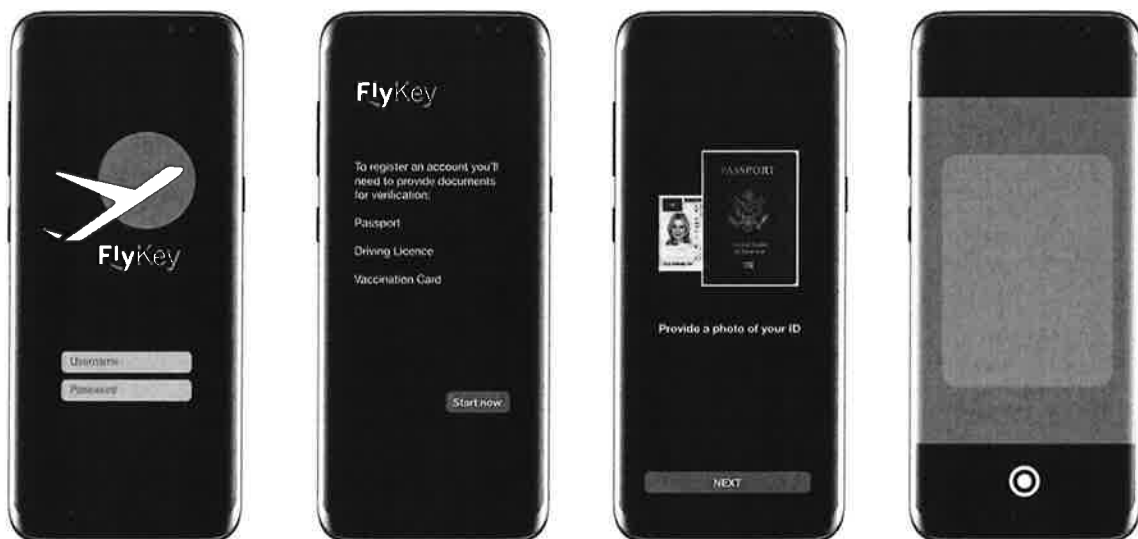 FlyKey
Username
Password
FlyKey
To register an account you'll
need to provide documents
for verification:
Passport
Driving Licence
Vaccination Card
Start now
PASSPORT
Provide a photo of your ID
NEXT